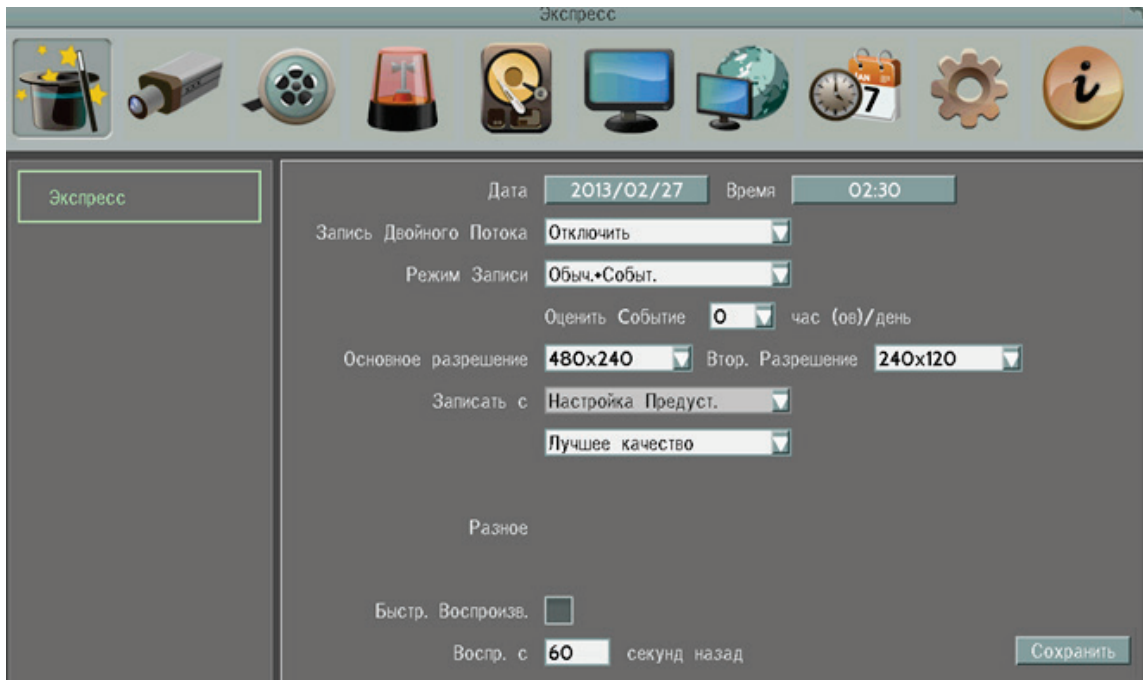 Экспресс
JAN
7
i
Экспресс
Дата 2013/02/27 Время 02:30
Запись Двойного Потока Отключить
Режим Записи Обыч.+Событ.
Оценить Событие 0 час (ов)/день
Основное разрешение 480x240 Втор. Разрешение 240x120
Записать с Настройка Предуст.
Лучшее качество
Разное
Быстр. Воспроизв.
Воспр. с 60 секунд назад
Сохранить